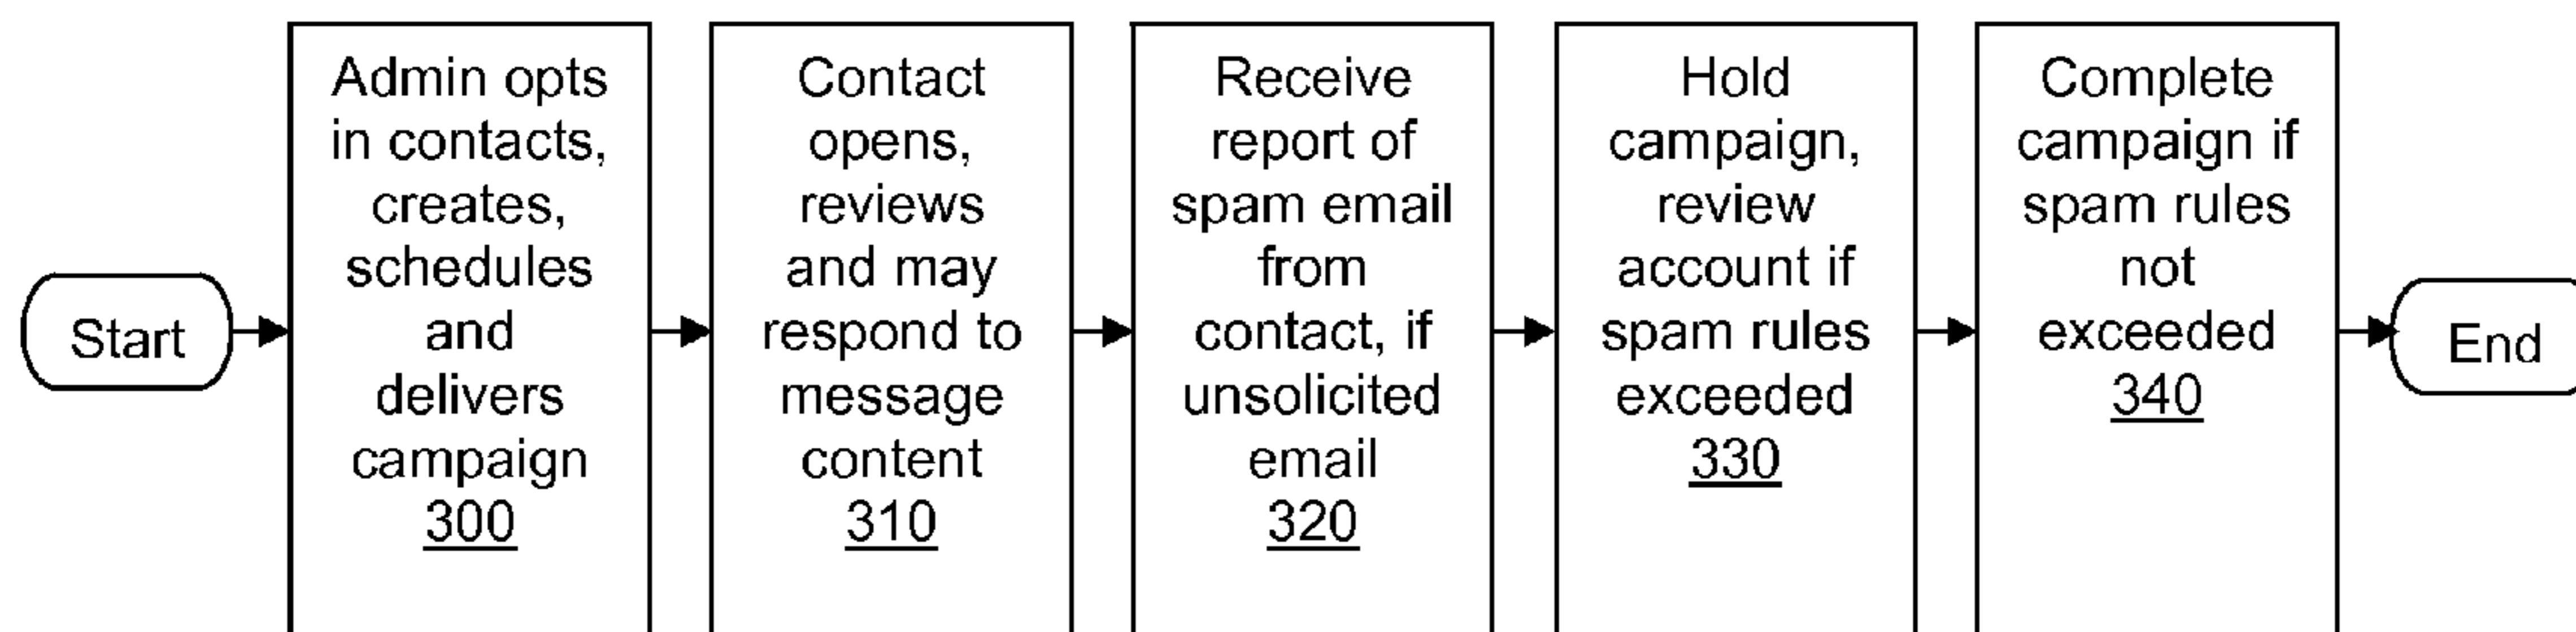 Start
Admin opts
in contacts,
creates,
schedules
and
delivers
campaign
300
Contact
opens,
reviews
and may
respond to
message
content
310
Receive
report of
spam email
from
contact, if
unsolicited
email
320
Hold
campaign,
review
account if
spam rules
exceeded
330
Complete
campaign if
spam rules
not
exceeded
340
End